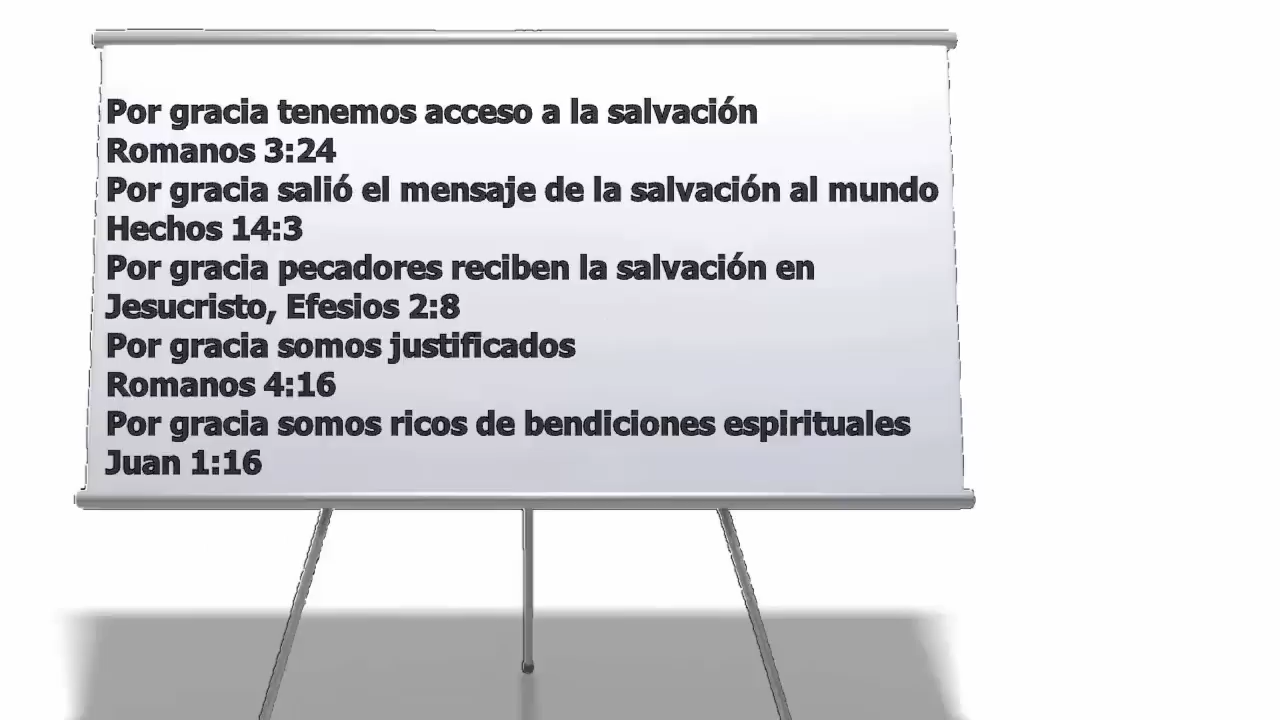 Por gracia tenemos acceso a la salvación
Romanos 3:24
Por gracia salió el mensaje de la salvación al mundo
Hechos 14:3
Por gracia pecadores reciben la salvación en
Jesucristo, Efesios 2:8
Por gracia somos justificados
Romanos 4:16
Por gracia somos ricos de bendiciones espirituales
Juan 1:16